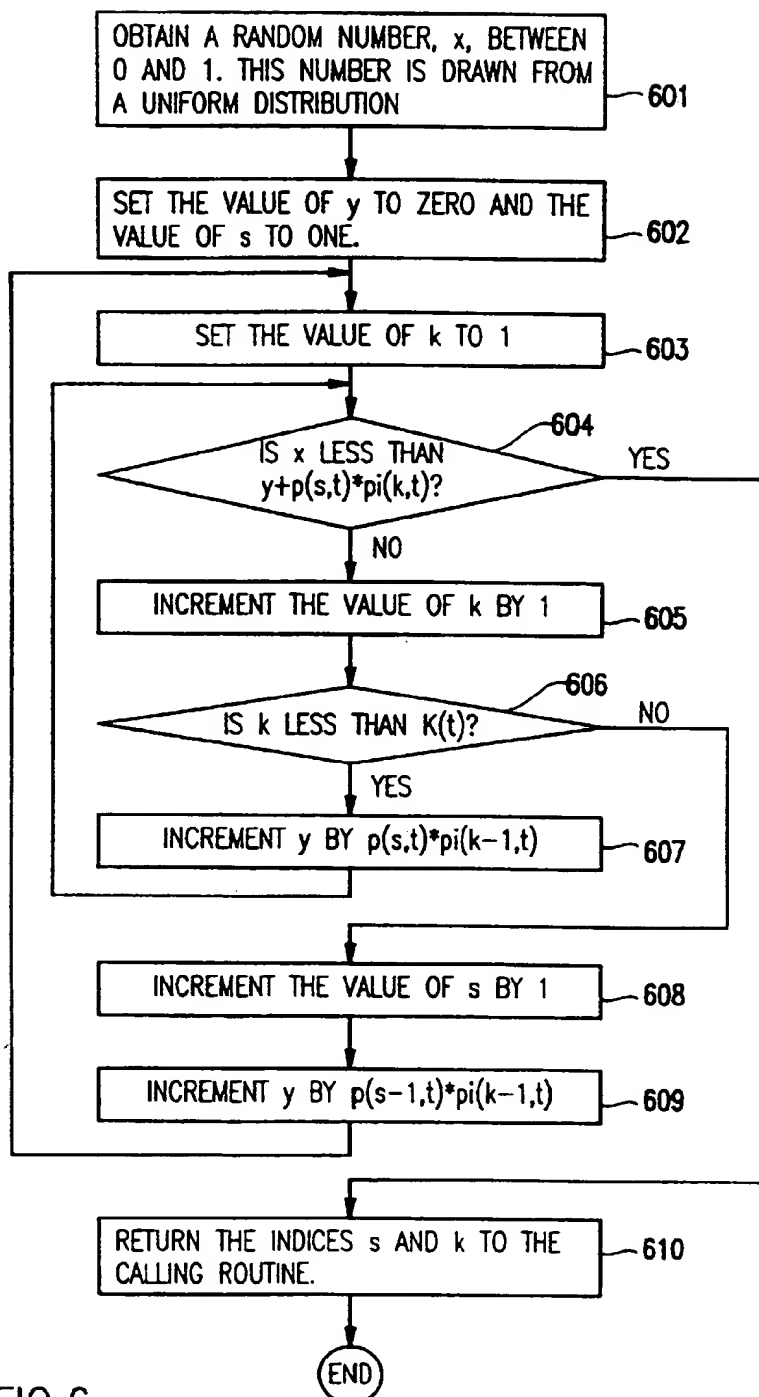 OBTAIN A RANDOM NUMBER, x, BETWEEN
0 AND 1. THIS NUMBER IS DRAWN FROM
A UNIFORM DISTRIBUTION
601
SET THE VALUE OF y TO ZERO AND THE
VALUE OF s TO ONE.
602
SET THE VALUE OF k TO 1
603
604
IS x LESS THAN
y+p(s,t)*pi(k,t)?
YES
NO
INCREMENT THE VALUE OF k BY 1
605
606
IS k LESS THAN K(t)?
NO
YES
INCREMENT y BY p(s,t)*pi(k-1,t)
607
INCREMENT THE VALUE OF s BY 1
608
INCREMENT y BY p(s-1,t)*pi(k-1,t)
609
RETURN THE INDICES s AND k TO THE
CALLING ROUTINE.
610
END
FIG. 6